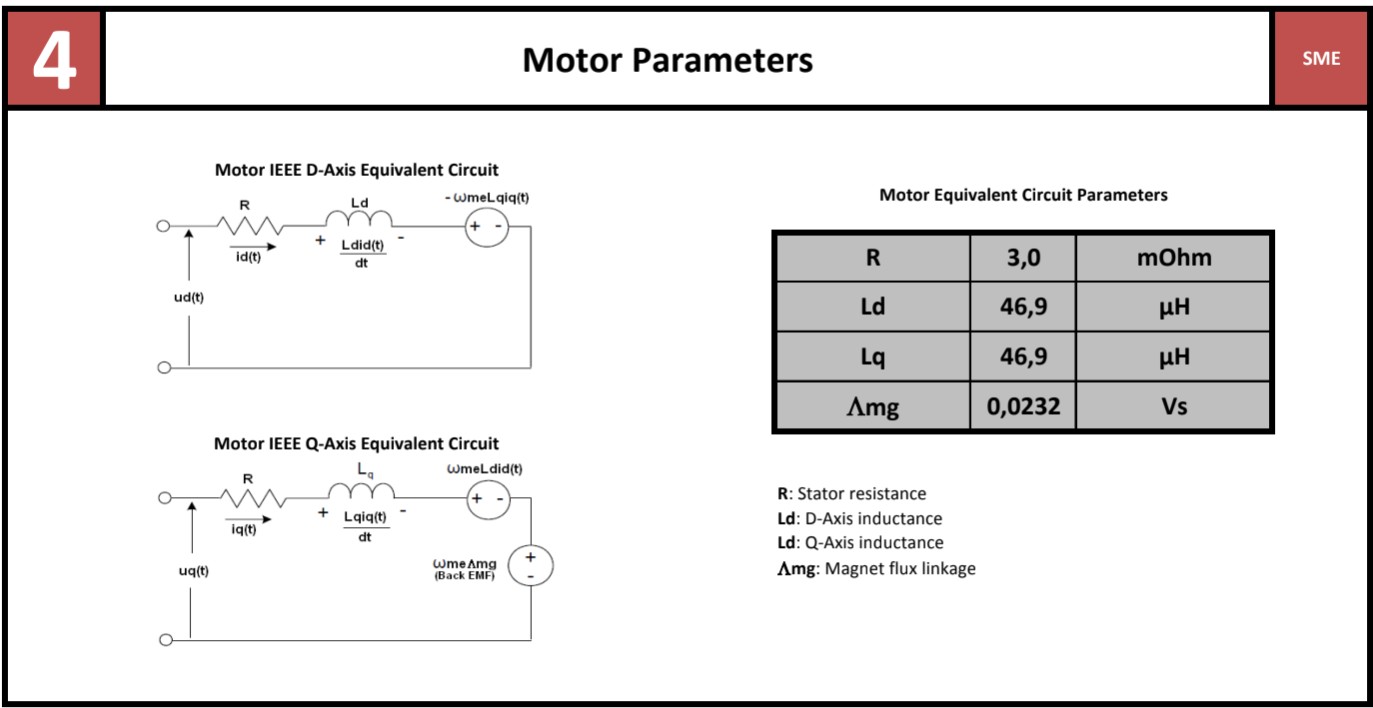 4
Motor Parameters
SME
Motor IEEE D-Axis Equivalent Circuit
R
Ld
- ωmeLqiq(t)
+ -
+ Ldid(t) -
dt
id(t)
ud(t)
Motor IEEE Q-Axis Equivalent Circuit
R
Lq
ωmeLdid(t)
+ -
+ Lqiq(t) -
dt
iq(t)
uq(t)
ωmeΛmg
(Back EMF)
+
-
Motor Equivalent Circuit Parameters
R 3,0 mOhm
Ld 46,9 µH
Lq 46,9 µH
Λmg 0,0232 Vs
R: Stator resistance
Ld: D-Axis inductance
Ld: Q-Axis inductance
Λmg: Magnet flux linkage